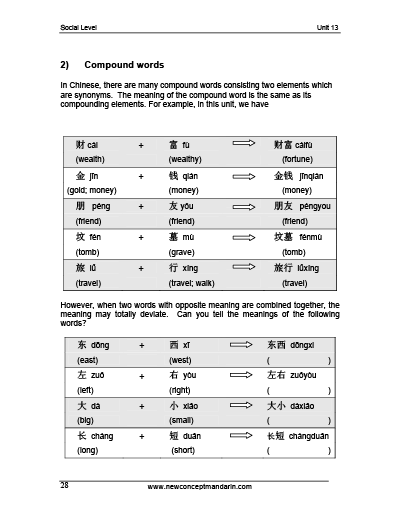 Social Level Unit 13
2) Compound words
In Chinese, there are many compound words consisting two elements which
are synonyms. The meaning of the compound word is the same as its
compounding elements. For example, in this unit, we have
财 cái + 富 fù 财富 cáifù
(wealth) (wealthy) (fortune)
金 jīn + 钱 qián 金钱 jīnqián
(gold; money) (money) (money)
朋 péng + 友 yǒu 朋友 péngyou
(friend) (friend) (friend)
坟 fén + 墓 mù 坟墓 fénmù
(tomb) (grave) (tomb)
旅 lǚ + 行 xíng 旅行 lǚxíng
(travel) (travel; walk) (travel)
However, when two words with opposite meaning are combined together, the
meaning may totally deviate. Can you tell the meanings of the following
words?
东 dōng + 西 xī 东西 dōngxi
(east) (west) ( )
左 zuǒ + 右 yòu 左右 zuǒyòu
(left) (right) ( )
大 dà + 小 xiǎo 大小 dàxiǎo
(big) (small) ( )
长 cháng + 短 duǎn 长短 chángduǎn
(long) (short) ( )
28 www.newconceptmandarin.com